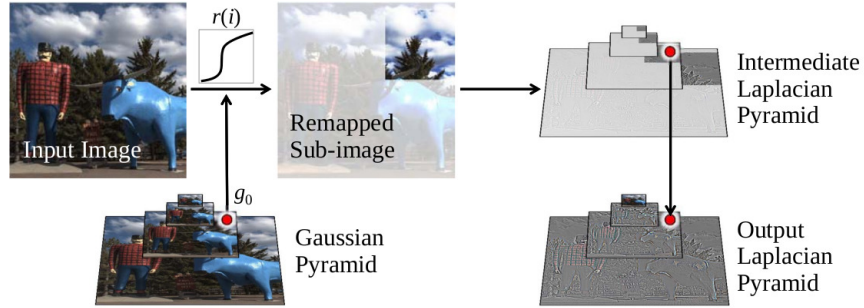 r(i)
Input Image
Remapped
Sub-image
Intermediate
Laplacian
Pyramid
g₀
Gaussian
Pyramid
Output
Laplacian
Pyramid